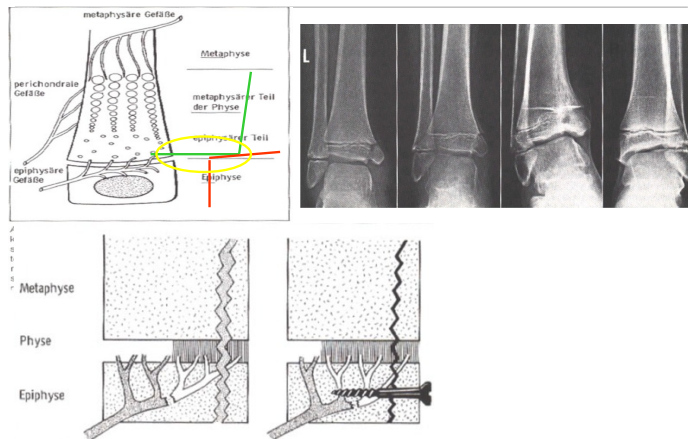 metaphysäre Gefäße
Metaphyse
perichondrale
Gefäße
metaphysärer Teil
der Physe
epiphysärer Teil
epiphysäre
Gefäße
Epiphyse
L
Metaphyse
Physe
Epiphyse